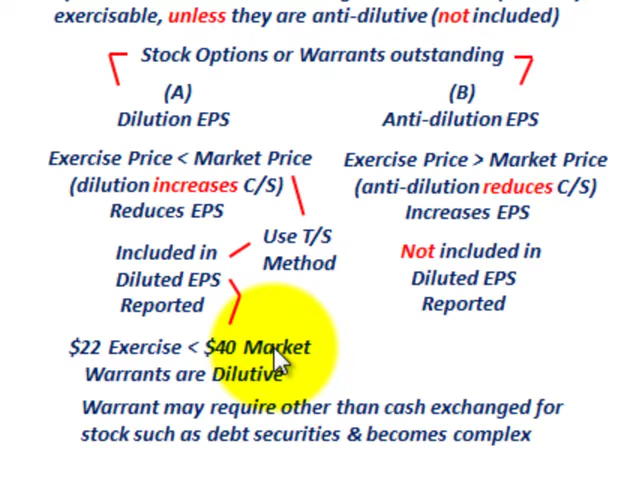 exercisable, unless they are anti-dilutive (not included)
Stock Options or Warrants outstanding
(A)
Dilution EPS
Exercise Price < Market Price
(dilution increases C/S)
Reduces EPS
Included in
Diluted EPS
Reported
Use T/S
Method
$22 Exercise < $40 Market
Warrants are Dilutive
(B)
Anti-dilution EPS
Exercise Price > Market Price
(anti-dilution reduces C/S)
Increases EPS
Not included in
Diluted EPS
Reported
Warrant may require other than cash exchanged for
stock such as debt securities & becomes complex